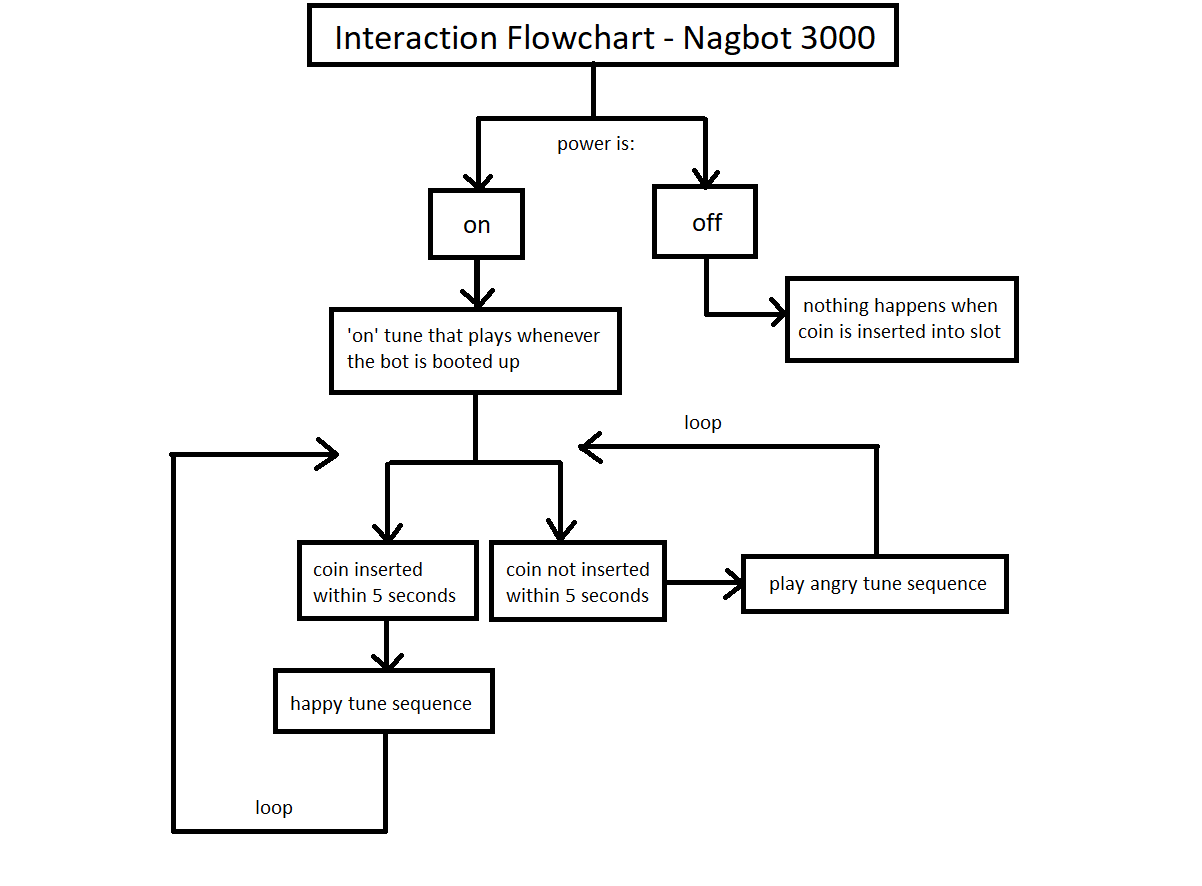 Interaction Flowchart - Nagbot 3000
power is:
on
off
nothing happens when
coin is inserted into slot
'on' tune that plays whenever
the bot is booted up
loop
coin inserted
within 5 seconds
coin not inserted
within 5 seconds
play angry tune sequence
happy tune sequence
loop